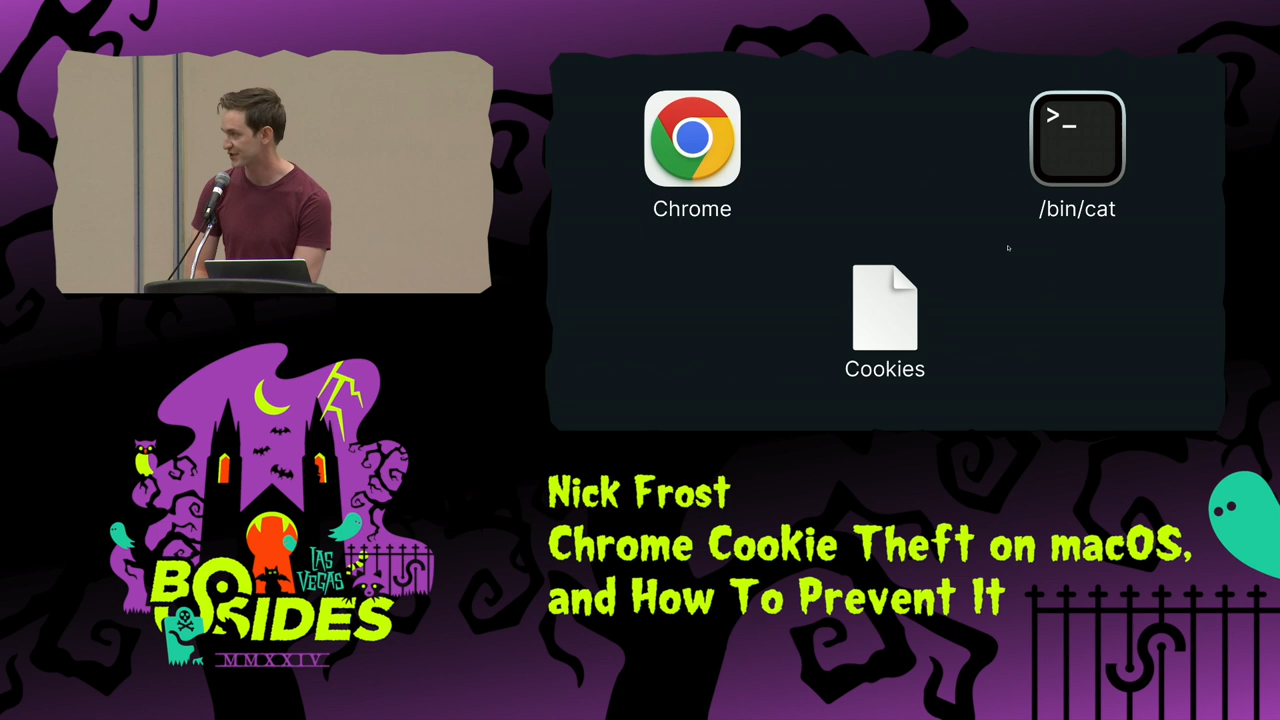 Chrome
>_
/bin/cat
Cookies
LAS
VEGAS
BSIDES
MMXXIV
Nick Frost
Chrome Cookie Theft on macOS,
and How To Prevent It